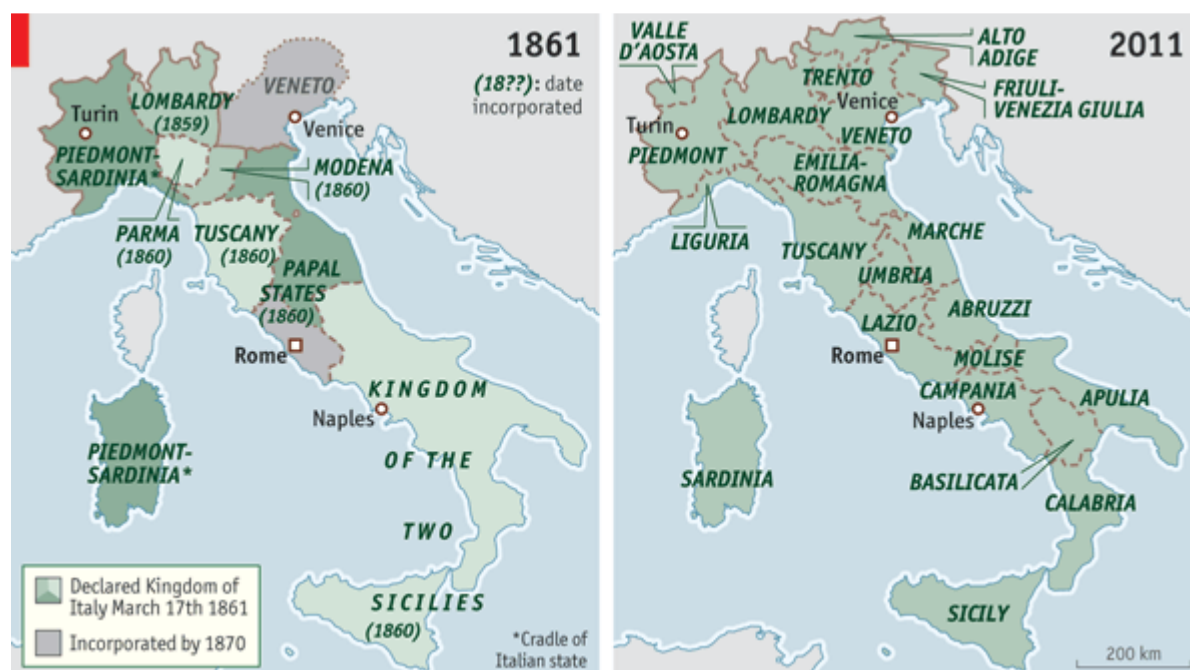 1861
(18??): date
incorporated
VENETO
LOMBARDY
(1859)
Turin
Venice
PIEDMONT-
SARDINIA*
MODENA
(1860)
PARMA
(1860)
TUSCANY
(1860)
PAPAL
STATES
(1860)
Rome
KINGDOM
Naples
OF THE
PIEDMONT-
SARDINIA*
TWO
SICILIES
(1860)
Declared Kingdom of
Italy March 17th 1861
Incorporated by 1870
*Cradle of
Italian state
2011
VALLE
D'AOSTA
ALTO
ADIGE
TRENTO
FRIULI-
VENEZIA GIULIA
Venice
LOMBARDY
Turin
VENETO
PIEDMONT
EMILIA-
ROMAGNA
LIGURIA
MARCHE
TUSCANY
UMBRIA
ABRUZZI
LAZIO
Rome
MOLISE
CAMPANIA
APULIA
Naples
SARDINIA
BASILICATA
CALABRIA
SICILY
200 km